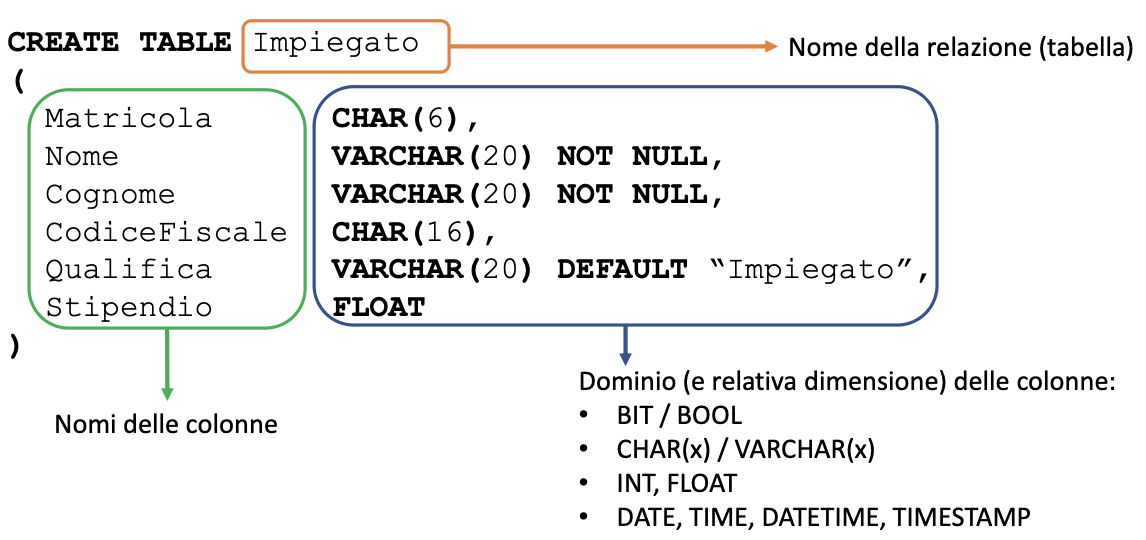 CREATE TABLE Impiegato
Nome della relazione (tabella)
(
Matricola CHAR(6),
Nome VARCHAR(20) NOT NULL,
Cognome VARCHAR(20) NOT NULL,
CodiceFiscale CHAR(16),
Qualifica VARCHAR(20) DEFAULT “Impiegato”,
Stipendio FLOAT
)
Nomi delle colonne
Dominio (e relativa dimensione) delle colonne:
• BIT / BOOL
• CHAR(x) / VARCHAR(x)
• INT, FLOAT
• DATE, TIME, DATETIME, TIMESTAMP